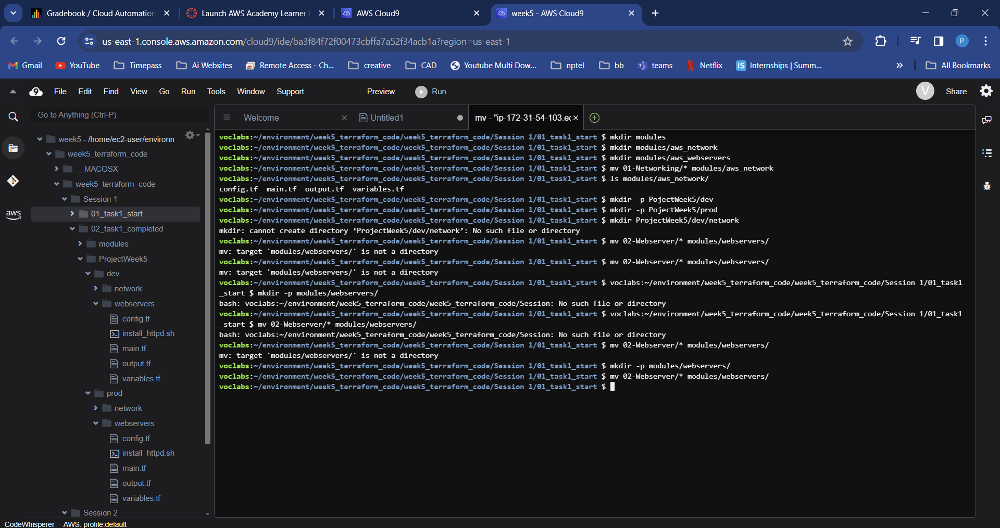 Gradebook / Cloud Automation
Launch AWS Academy Learner
AWS Cloud9
week5 - AWS Cloud9
us-east-1.console.aws.amazon.com/cloud9/ide/ba3f84f72f00473cbffa7a52f34acb1a?region=us-east-1
P
Gmail
YouTube
Timepass
Ai Websites
Remote Access - Ch...
creative
CAD
Youtube Multi Dow...
nptel
bb
teams
Netflix
IS Internships | Summ...
All Bookmarks
9 File Edit Find View Go Run Tools Window Support Preview Run
V Share
Go to Anything (Ctrl-P)
aws
week5 - /home/ec2-user/environn
week5_terraform_code
__MACOSX
week5_terraform_code
Session 1
01_task1_start
02_task1_completed
modules
ProjectWeek5
dev
network
webservers
config.tf
install_httpd.sh
main.tf
output.tf
variables.tf
prod
network
webservers
config.tf
install_httpd.sh
main.tf
output.tf
variables.tf
Session 2
Welcome
Untitled1
mv - "ip-172-31-54-103.ec
voclabs:~/environment/week5_terraform_code/week5_terraform_code/Session 1/01_task1_start $ mkdir modules
voclabs:~/environment/week5_terraform_code/week5_terraform_code/Session 1/01_task1_start $ mkdir modules/aws_network
voclabs:~/environment/week5_terraform_code/week5_terraform_code/Session 1/01_task1_start $ mkdir modules/aws_webservers
voclabs:~/environment/week5_terraform_code/week5_terraform_code/Session 1/01_task1_start $ mv 01-Networking/* modules/aws_network
voclabs:~/environment/week5_terraform_code/week5_terraform_code/Session 1/01_task1_start $ ls modules/aws_network/
config.tf  main.tf  output.tf  variables.tf
voclabs:~/environment/week5_terraform_code/week5_terraform_code/Session 1/01_task1_start $ mkdir -p PojectWeek5/dev
voclabs:~/environment/week5_terraform_code/week5_terraform_code/Session 1/01_task1_start $ mkdir -p PojectWeek5/prod
voclabs:~/environment/week5_terraform_code/week5_terraform_code/Session 1/01_task1_start $ mkdir ProjectWeek5/dev/network
mkdir: cannot create directory ‘ProjectWeek5/dev/network’: No such file or directory
voclabs:~/environment/week5_terraform_code/week5_terraform_code/Session 1/01_task1_start $ mv 02-Webserver/* modules/webservers/
mv: target 'modules/webservers/' is not a directory
voclabs:~/environment/week5_terraform_code/week5_terraform_code/Session 1/01_task1_start $ mv 02-Webserver/* modules/webservers/
mv: target 'modules/webservers/' is not a directory
voclabs:~/environment/week5_terraform_code/week5_terraform_code/Session 1/01_task1_start $ voclabs:~/environment/week5_terraform_code/week5_terraform_code/Session 1/01_task1
_start $ mkdir -p modules/webservers/
bash: voclabs:~/environment/week5_terraform_code/week5_terraform_code/Session: No such file or directory
voclabs:~/environment/week5_terraform_code/week5_terraform_code/Session 1/01_task1_start $ voclabs:~/environment/week5_terraform_code/week5_terraform_code/Session 1/01_task1
_start $ mv 02-Webserver/* modules/webservers/
bash: voclabs:~/environment/week5_terraform_code/week5_terraform_code/Session: No such file or directory
voclabs:~/environment/week5_terraform_code/week5_terraform_code/Session 1/01_task1_start $ mv 02-Webserver/* modules/webservers/
mv: target 'modules/webservers/' is not a directory
voclabs:~/environment/week5_terraform_code/week5_terraform_code/Session 1/01_task1_start $ mkdir -p modules/webservers/
voclabs:~/environment/week5_terraform_code/week5_terraform_code/Session 1/01_task1_start $ mv 02-Webserver/* modules/webservers/
voclabs:~/environment/week5_terraform_code/week5_terraform_code/Session 1/01_task1_start $
CodeWhisperer AWS: profile:default